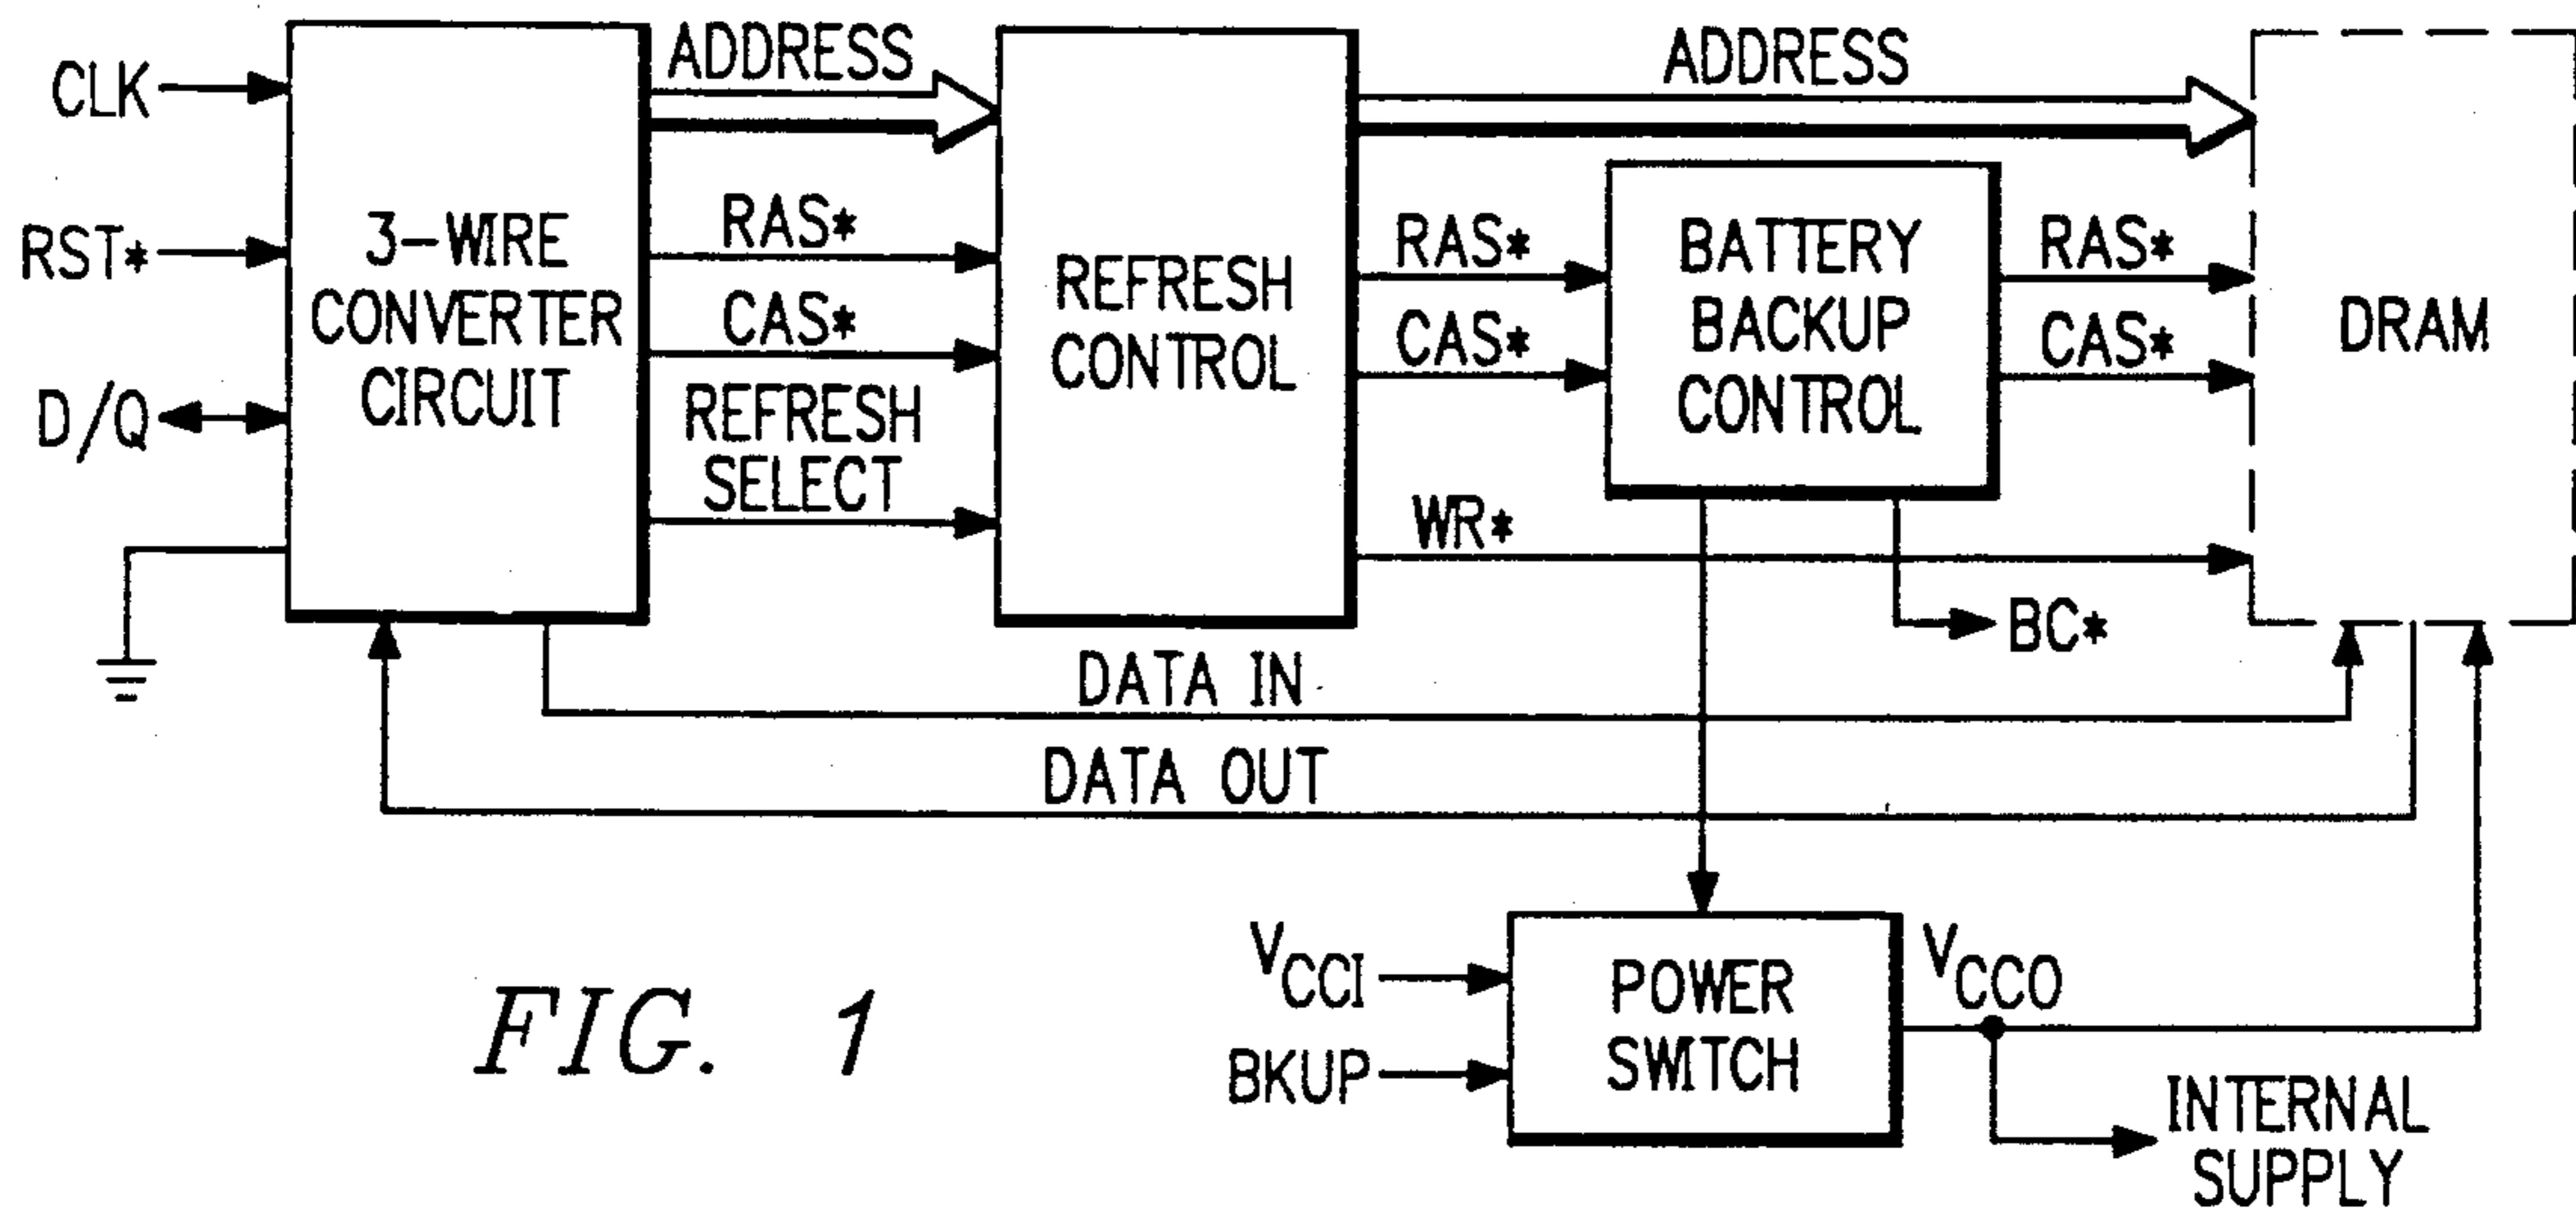 CLK
RST*
D/Q
3-WIRE
CONVERTER
CIRCUIT
ADDRESS
RAS*
CAS*
REFRESH
SELECT
REFRESH
CONTROL
ADDRESS
RAS*
CAS*
WR*
BATTERY
BACKUP
CONTROL
RAS*
CAS*
BC*
DRAM
DATA IN
DATA OUT
VCCI
BKUP
POWER
SWITCH
VCCO
INTERNAL
SUPPLY
FIG. 1